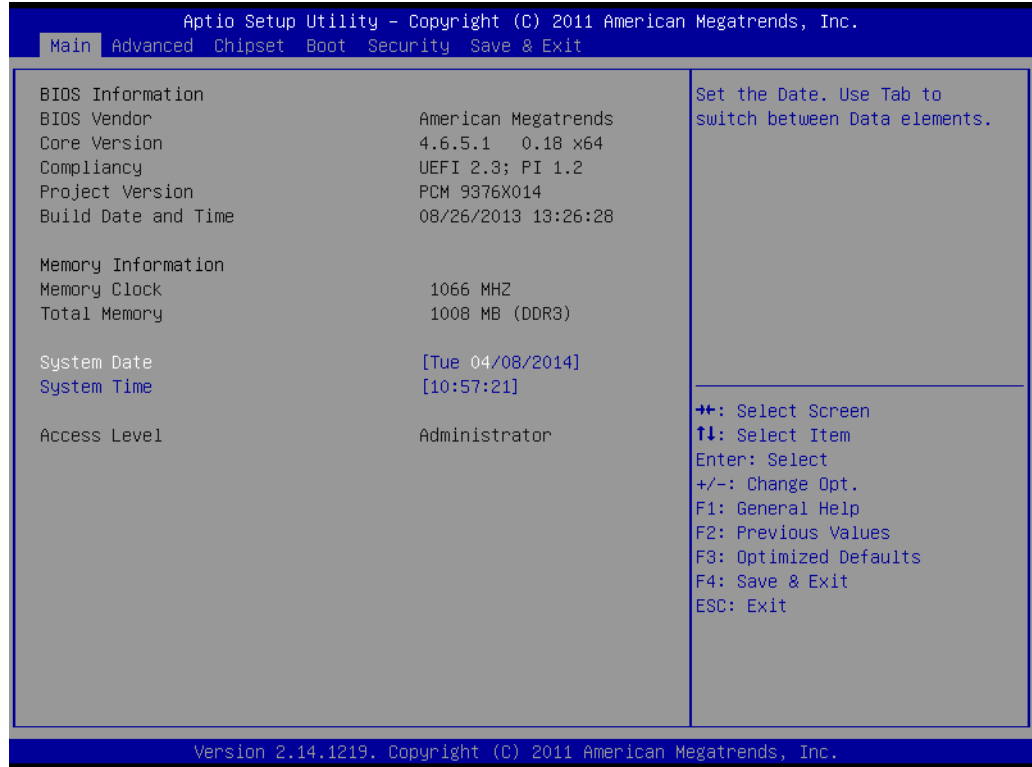 Aptio Setup Utility – Copyright (C) 2011 American Megatrends, Inc.
Main Advanced Chipset Boot Security Save & Exit
BIOS Information
BIOS Vendor American Megatrends
Core Version 4.6.5.1 0.18 x64
Compliancy UEFI 2.3; PI 1.2
Project Version PCM 9376X014
Build Date and Time 08/26/2013 13:26:28
Memory Information
Memory Clock 1066 MHZ
Total Memory 1008 MB (DDR3)
System Date [Tue 04/08/2014]
System Time [10:57:21]
Access Level Administrator
Set the Date. Use Tab to
switch between Data elements.
→←: Select Screen
↑↓: Select Item
Enter: Select
+/-: Change Opt.
F1: General Help
F2: Previous Values
F3: Optimized Defaults
F4: Save & Exit
ESC: Exit
Version 2.14.1219. Copyright (C) 2011 American Megatrends, Inc.